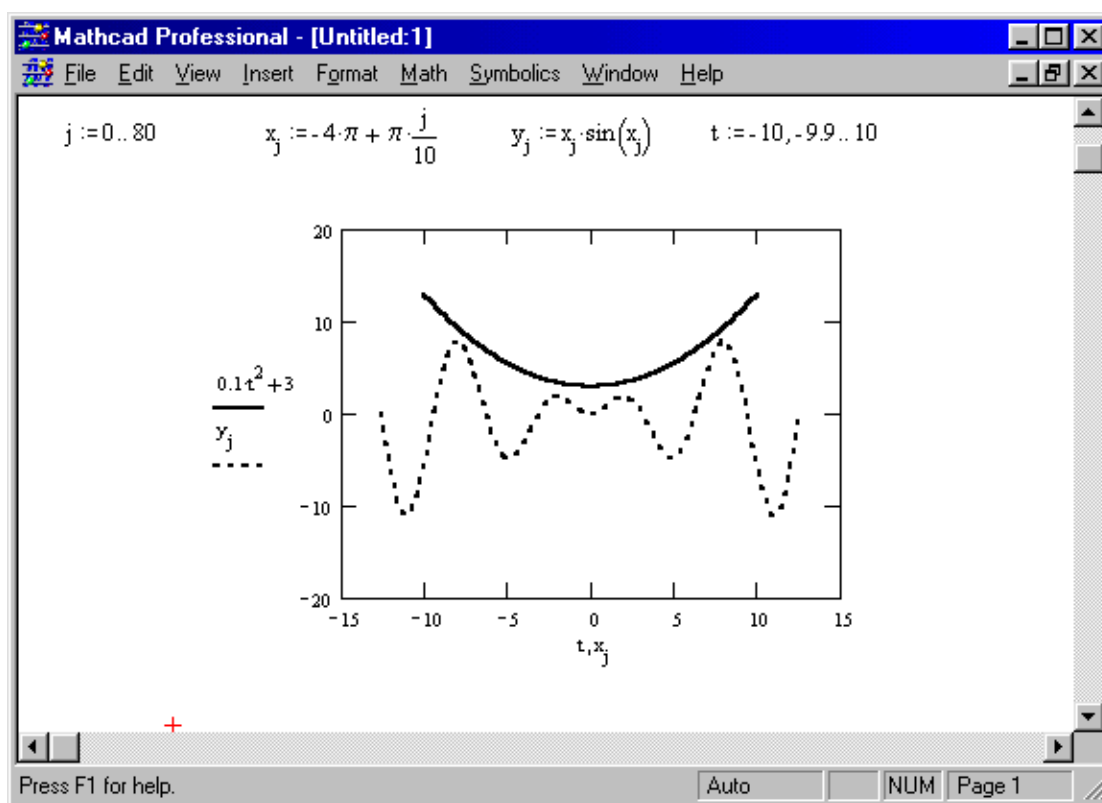 Mathcad Professional - [Untitled:1]
File Edit View Insert Format Math Symbolics Window Help
j := 0 .. 80 x_j := -4·π + π·j/10 y_j := x_j·sin(x_j) t := -10, -9.9 .. 10
20
10
0.1t^2+3
0
y_j
-10
-20
-15 -10 -5 0 5 10 15
t,x_j
Press F1 for help. Auto NUM Page 1